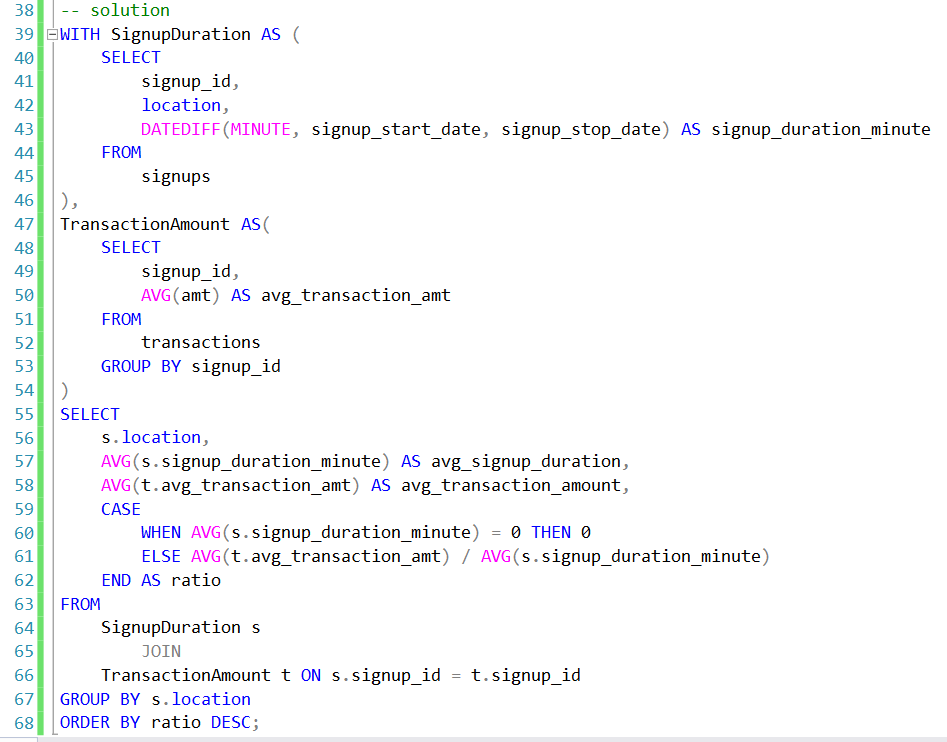 38 -- solution
39 WITH SignupDuration AS (
40     SELECT
41         signup_id,
42         location,
43         DATEDIFF(MINUTE, signup_start_date, signup_stop_date) AS signup_duration_minute
44     FROM
45         signups
46 ),
47 TransactionAmount AS(
48     SELECT
49         signup_id,
50         AVG(amt) AS avg_transaction_amt
51     FROM
52         transactions
53     GROUP BY signup_id
54 )
55 SELECT
56     s.location,
57     AVG(s.signup_duration_minute) AS avg_signup_duration,
58     AVG(t.avg_transaction_amt) AS avg_transaction_amount,
59     CASE
60         WHEN AVG(s.signup_duration_minute) = 0 THEN 0
61         ELSE AVG(t.avg_transaction_amt) / AVG(s.signup_duration_minute)
62     END AS ratio
63 FROM
64     SignupDuration s
65         JOIN
66     TransactionAmount t ON s.signup_id = t.signup_id
67 GROUP BY s.location
68 ORDER BY ratio DESC;